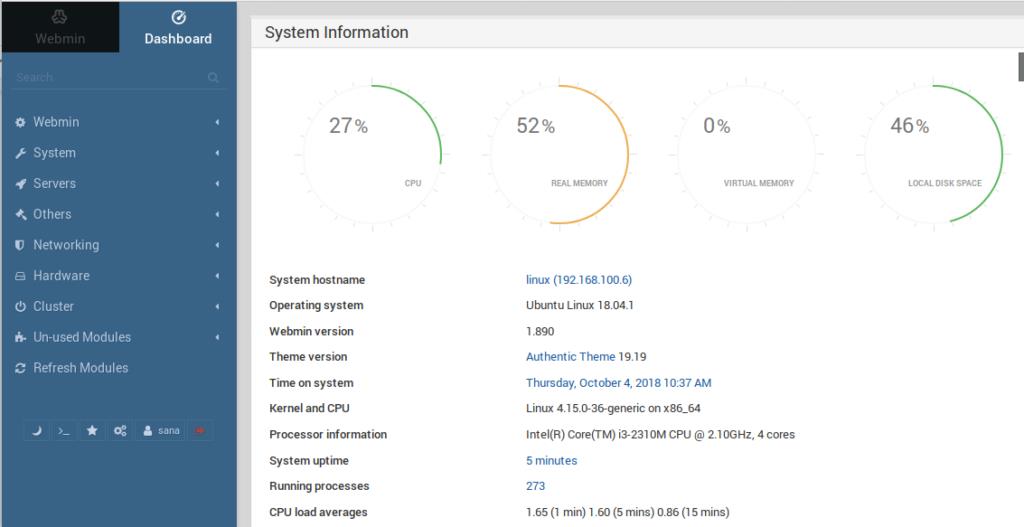 Webmin
Dashboard
Search
Webmin
System
Servers
Others
Networking
Hardware
Cluster
Un-used Modules
Refresh Modules
>_ sana
System Information
27% 52% 0% 46%
CPU REAL MEMORY VIRTUAL MEMORY LOCAL DISK SPACE
System hostname linux (192.168.100.6)
Operating system Ubuntu Linux 18.04.1
Webmin version 1.890
Theme version Authentic Theme 19.19
Time on system Thursday, October 4, 2018 10:37 AM
Kernel and CPU Linux 4.15.0-36-generic on x86_64
Processor information Intel(R) Core(TM) i3-2310M CPU @ 2.10GHz, 4 cores
System uptime 5 minutes
Running processes 273
CPU load averages 1.65 (1 min) 1.60 (5 mins) 0.86 (15 mins)